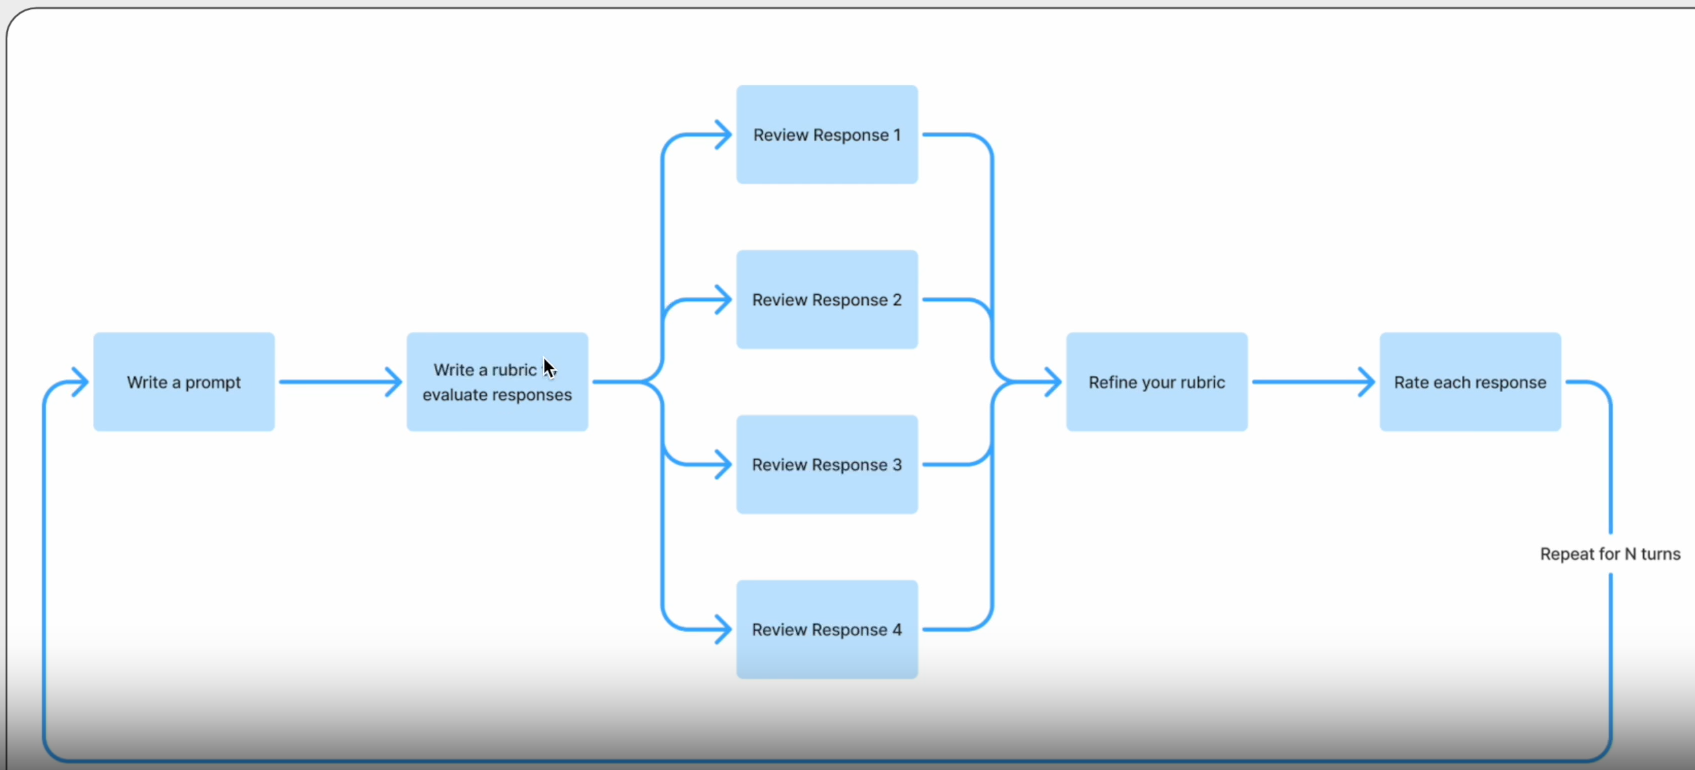 Write a prompt
Write a rubric
evaluate responses
Review Response 1
Review Response 2
Review Response 3
Review Response 4
Refine your rubric
Rate each response
Repeat for N turns